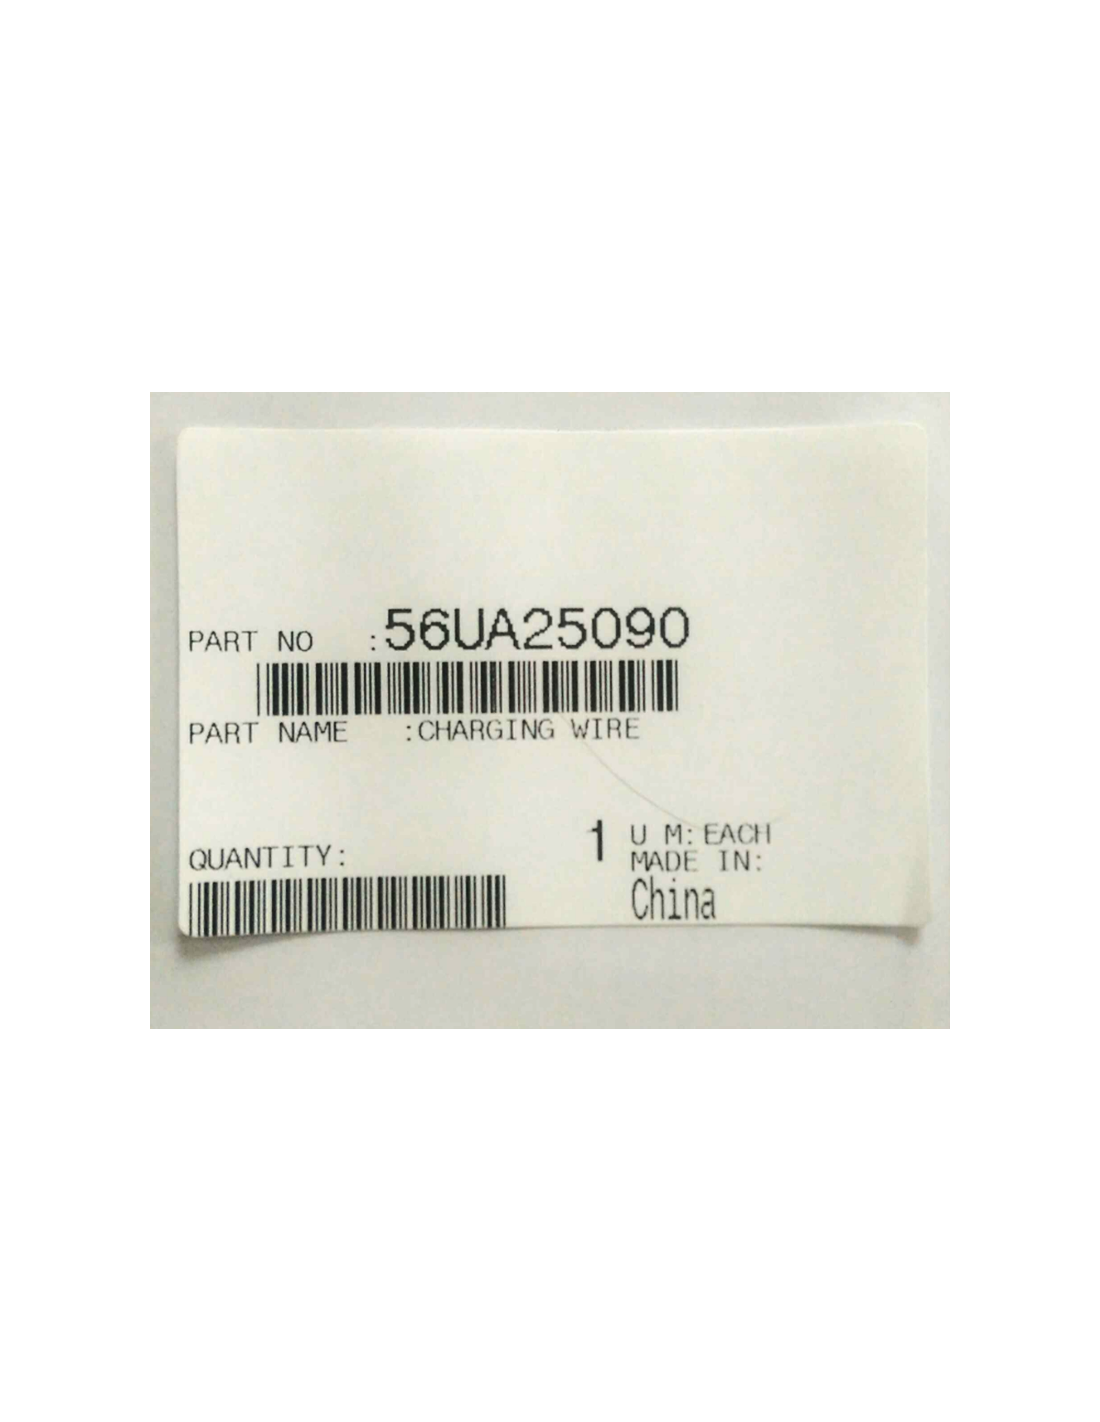 PART NO :56UA25090
PART NAME :CHARGING WIRE
QUANTITY: 1 U M: EACH
MADE IN:
China